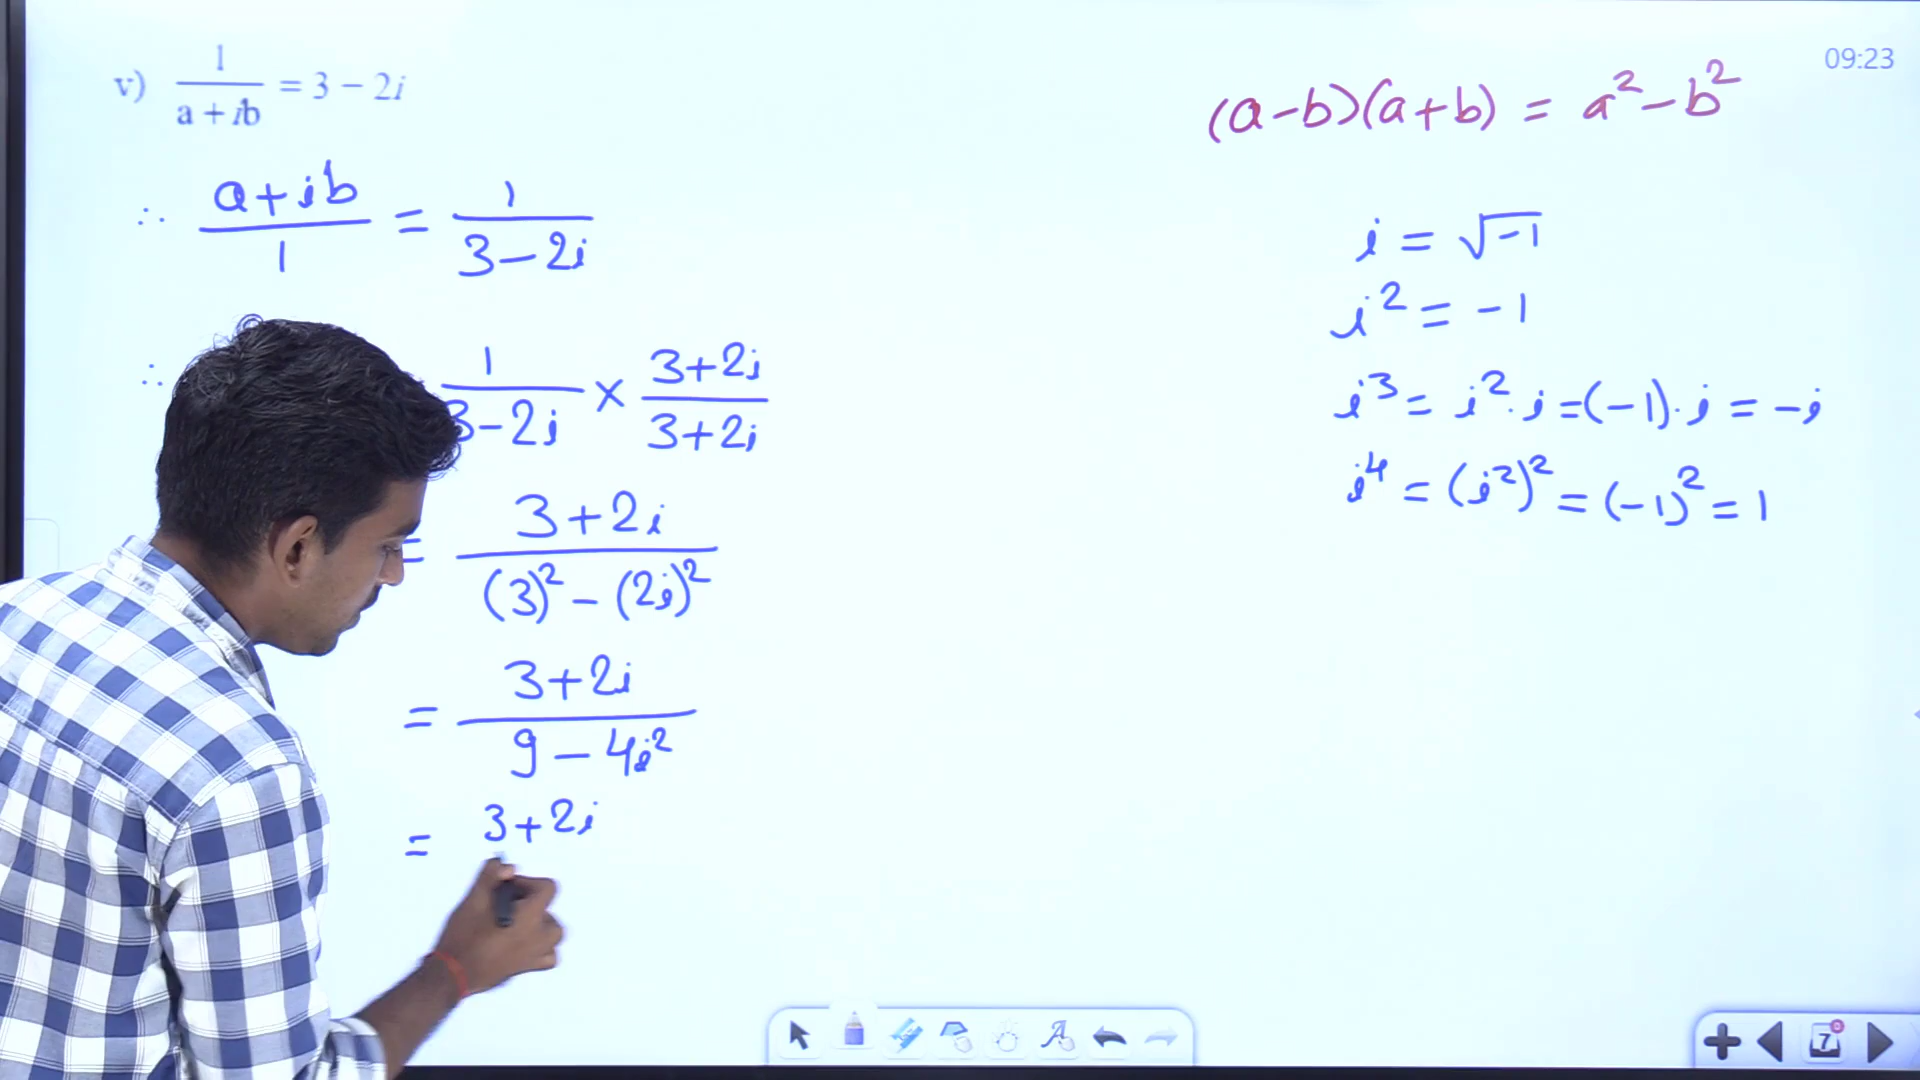 09:23
v) 1/(a + ib) = 3 − 2i
(a-b)(a+b) = a² - b²
∴ (a+ib)/1 = 1/(3-2i)
i = √-1
i² = -1
∴ 1/(3-2i) × (3+2i)/(3+2i)
i³ = i²·i = (-1)·i = -i
i⁴ = (i²)² = (-1)² = 1
= (3+2i)/((3)² - (2i)²)
= (3+2i)/(9 - 4i²)
= 3+2i
7